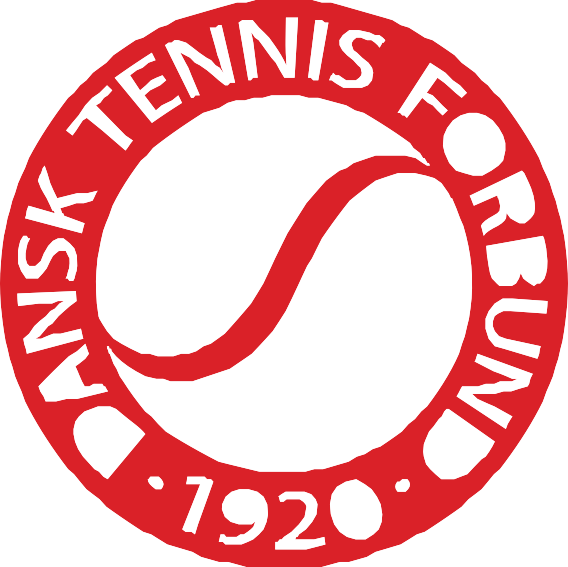 DANSK TENNIS FORBUND
· 1920 ·